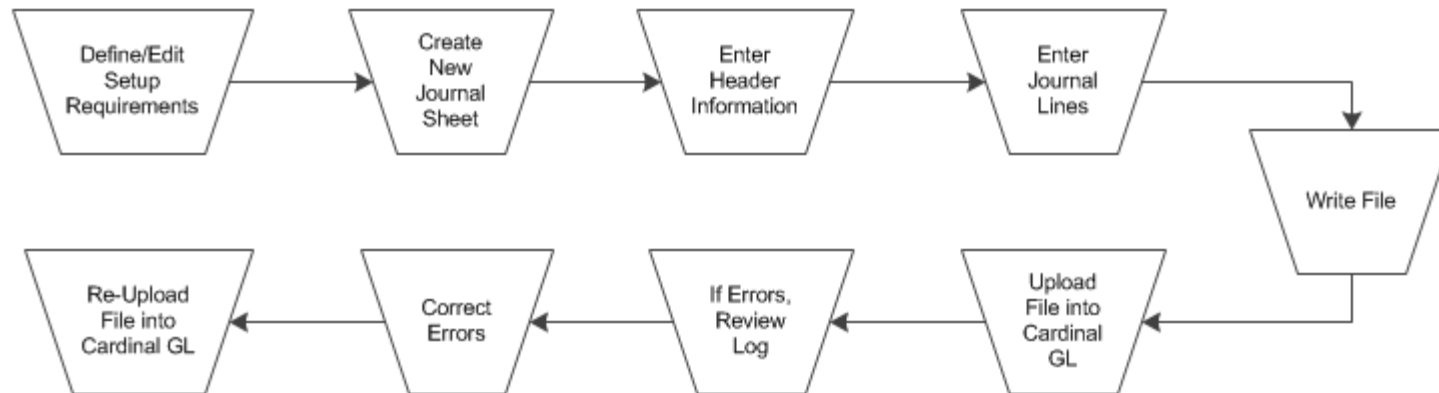 Define/Edit
Setup
Requirements
Create
New
Journal
Sheet
Enter
Header
Information
Enter
Journal
Lines
Write File
Upload
File into
Cardinal
GL
If Errors,
Review
Log
Correct
Errors
Re-Upload
File into
Cardinal GL